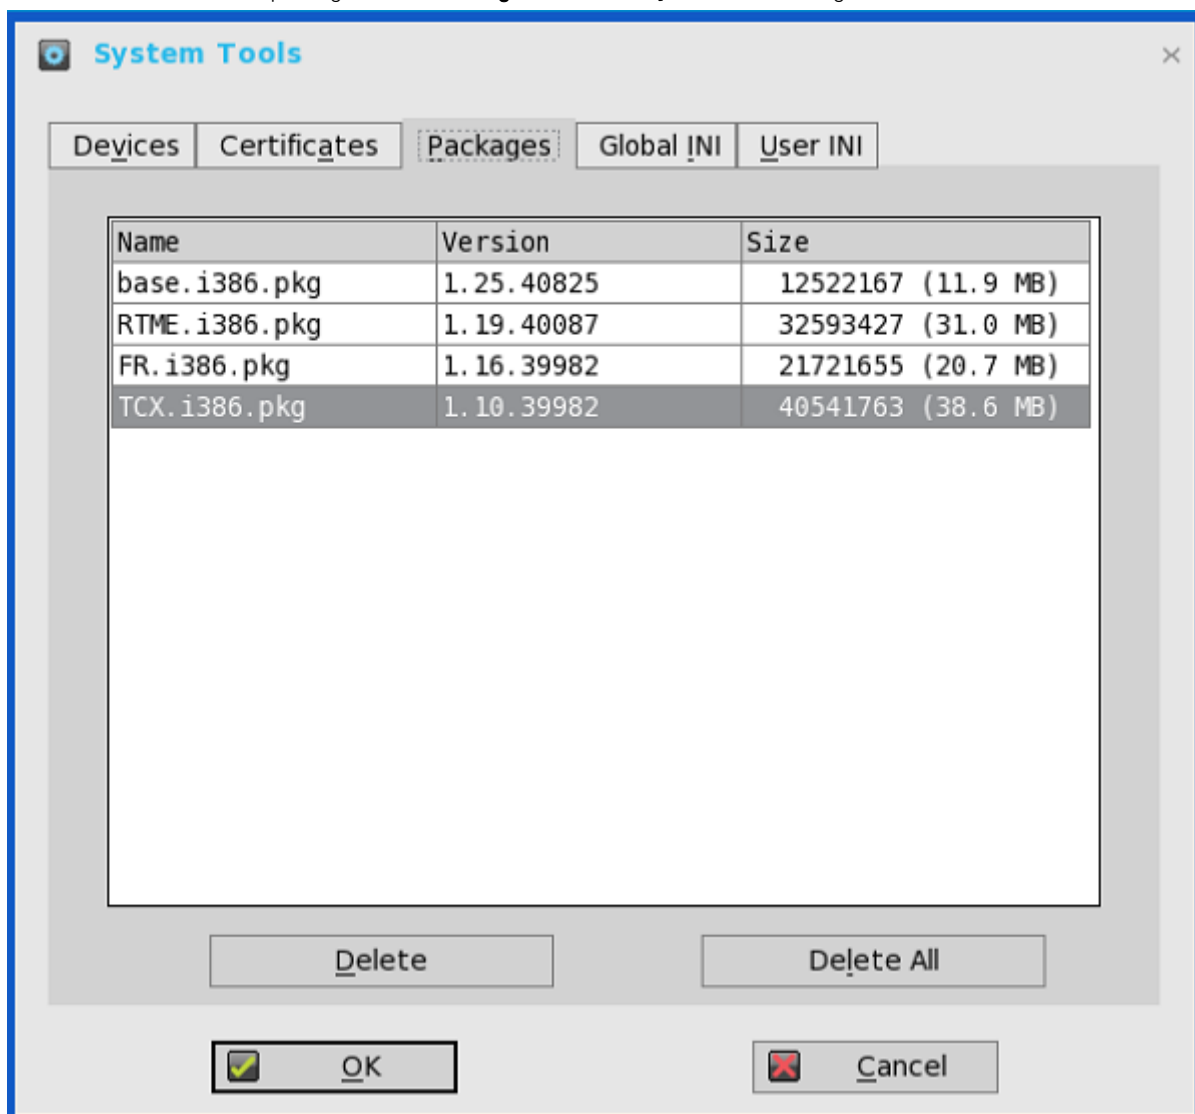 System Tools
Devices Certificates Packages Global INI User INI
Name Version Size
base.i386.pkg 1.25.40825 12522167 (11.9 MB)
RTME.i386.pkg 1.19.40087 32593427 (31.0 MB)
FR.i386.pkg 1.16.39982 21721655 (20.7 MB)
TCX.i386.pkg 1.10.39982 40541763 (38.6 MB)
Delete Delete All
OK Cancel